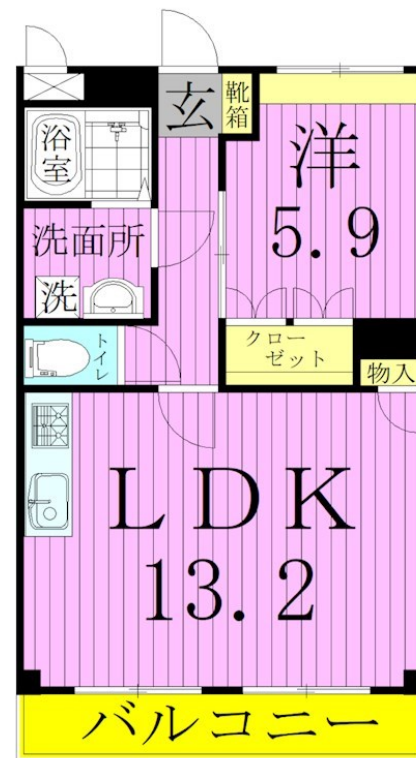 玄
靴
箱
浴
室
洋
5.9
洗面所
洗
トイレ
クロー
ゼット
物入
LDK
13.2
バルコニー